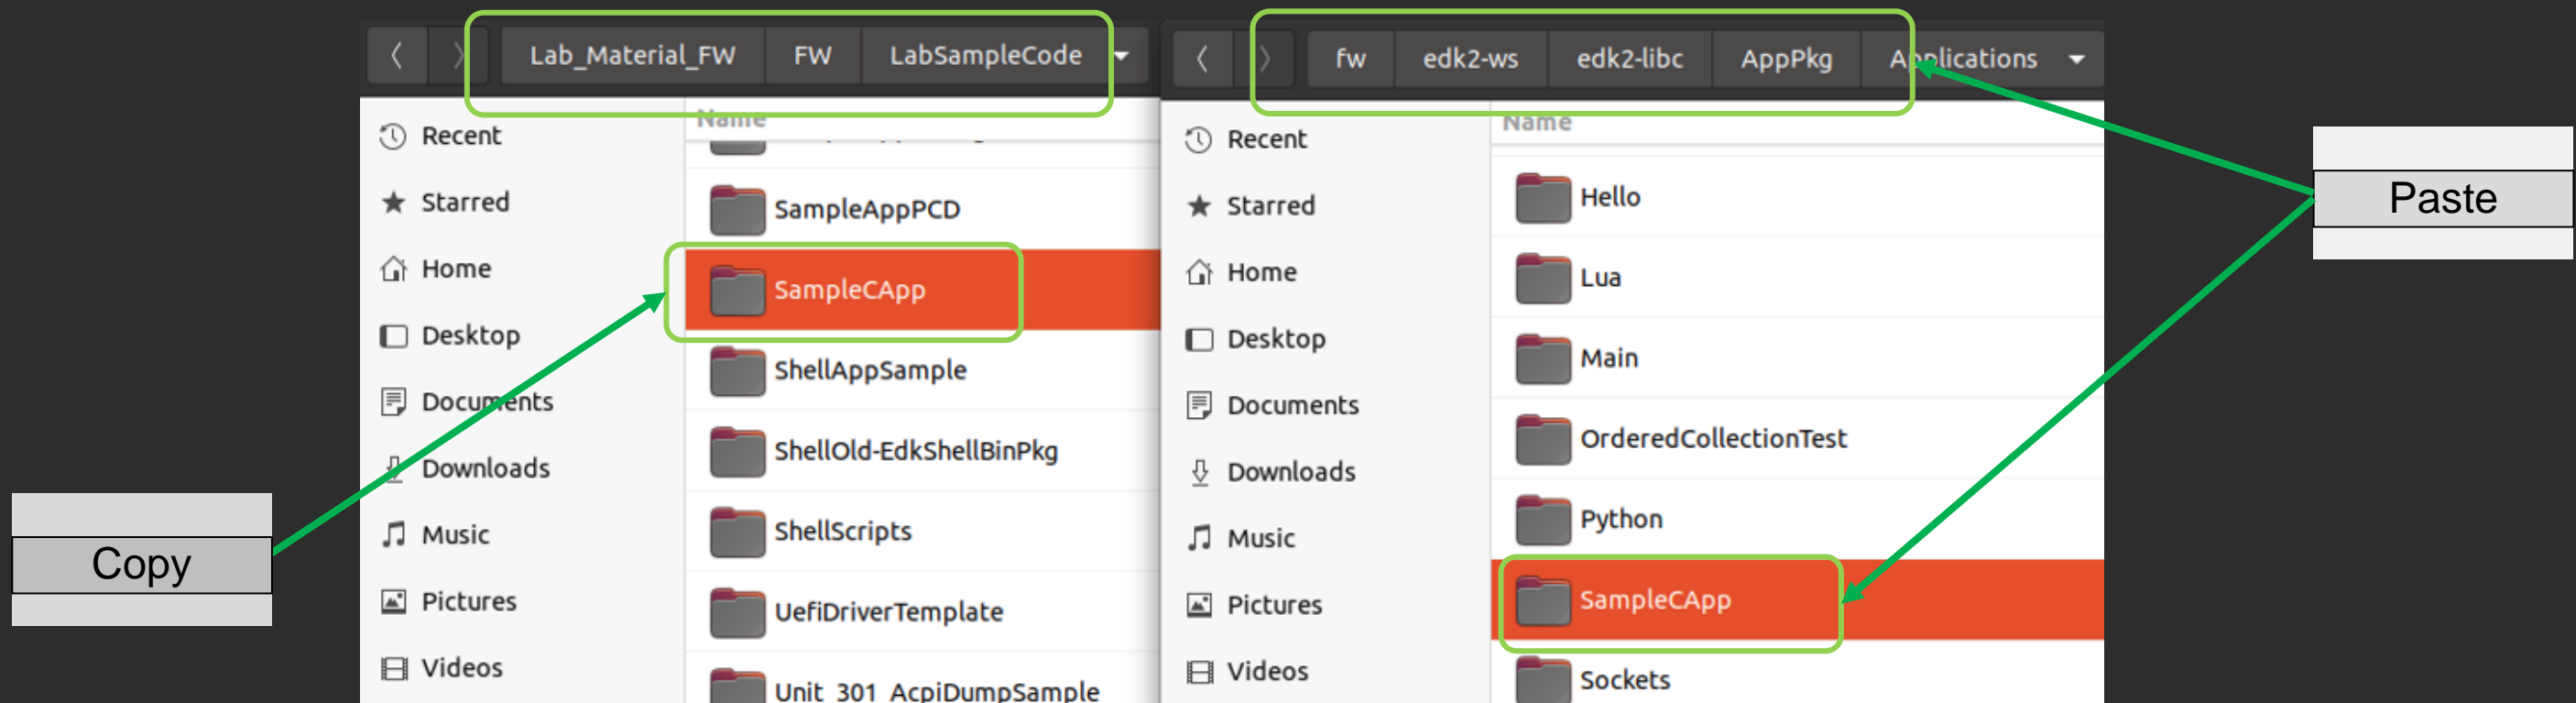 Lab_Material_FW FW LabSampleCode
Name
Recent
Starred
Home
Desktop
Documents
Downloads
Music
Pictures
Videos
SampleAppPCD
SampleCApp
ShellAppSample
ShellOld-EdkShellBinPkg
ShellScripts
UefiDriverTemplate
Unit_301_AcpiDumpSample
fw edk2-ws edk2-libc AppPkg Applications
Name
Recent
Starred
Home
Desktop
Documents
Downloads
Music
Pictures
Videos
Hello
Lua
Main
OrderedCollectionTest
Python
SampleCApp
Sockets
Copy
Paste